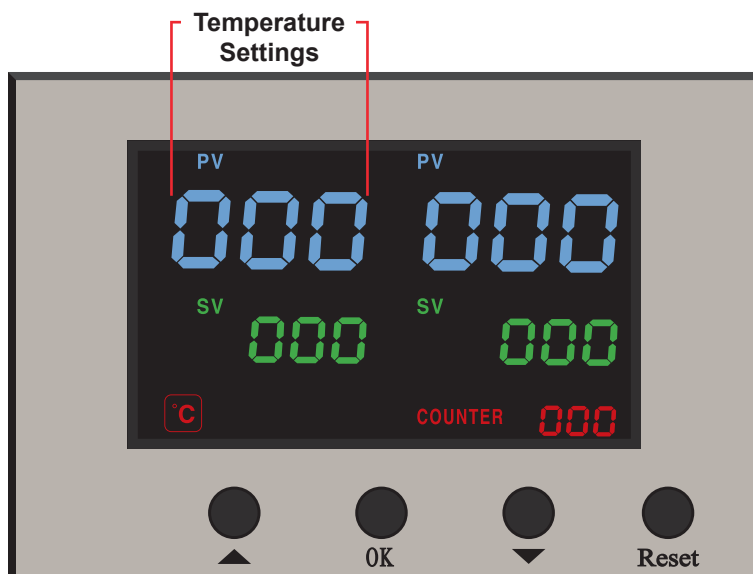 Temperature
Settings
PV PV
000 000
SV SV
000 000
°C COUNTER 000
OK Reset